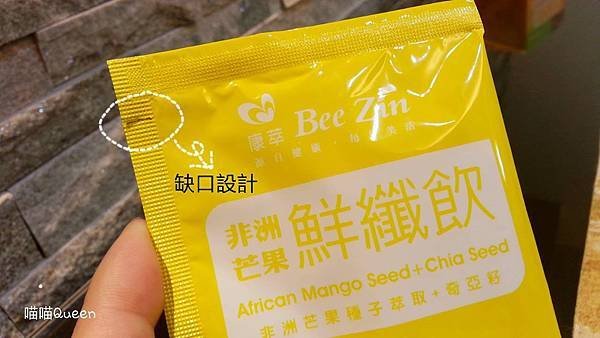 康萃 Bee Zin
缺口設計
非洲
芒果
鮮纖飲
African Mango Seed+Chia Seed
非洲芒果種子萃取+奇亞籽
喵喵Queen